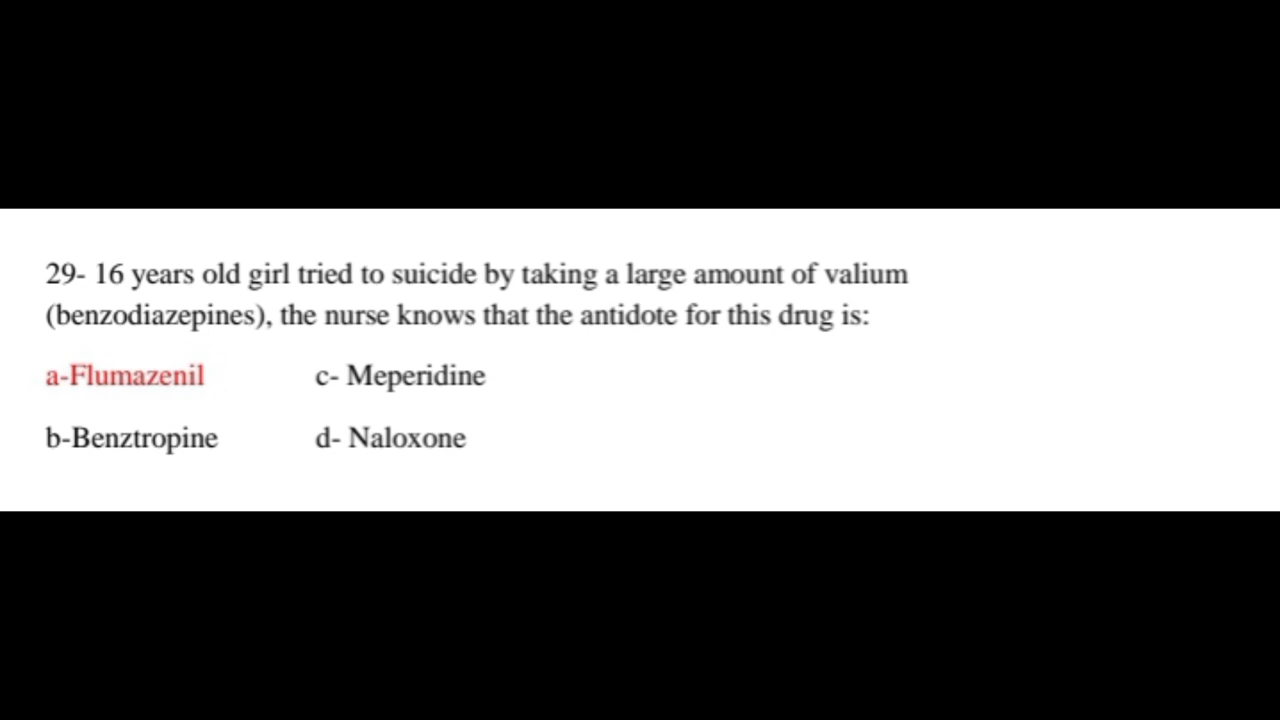 29- 16 years old girl tried to suicide by taking a large amount of valium
(benzodiazepines), the nurse knows that the antidote for this drug is:
a-Flumazenil c- Meperidine
b-Benztropine d- Naloxone